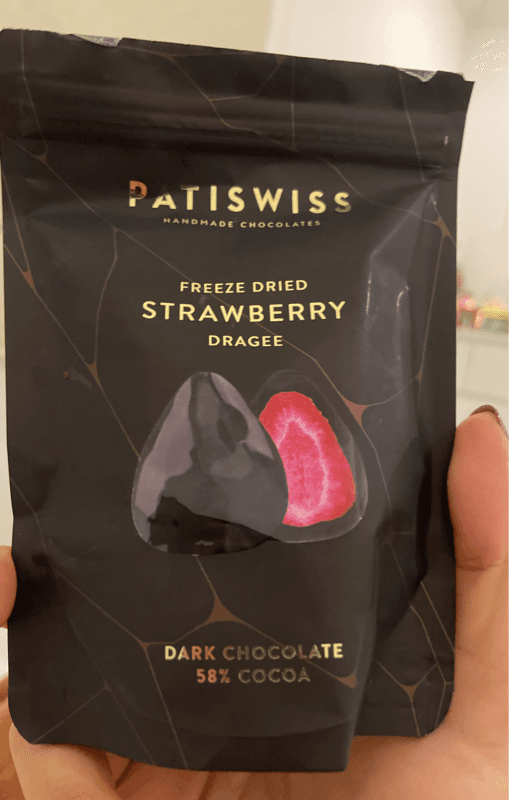 PATISWISS
HANDMADE CHOCOLATES
FREEZE DRIED
STRAWBERRY
DRAGEE
DARK CHOCOLATE
58% COCOA